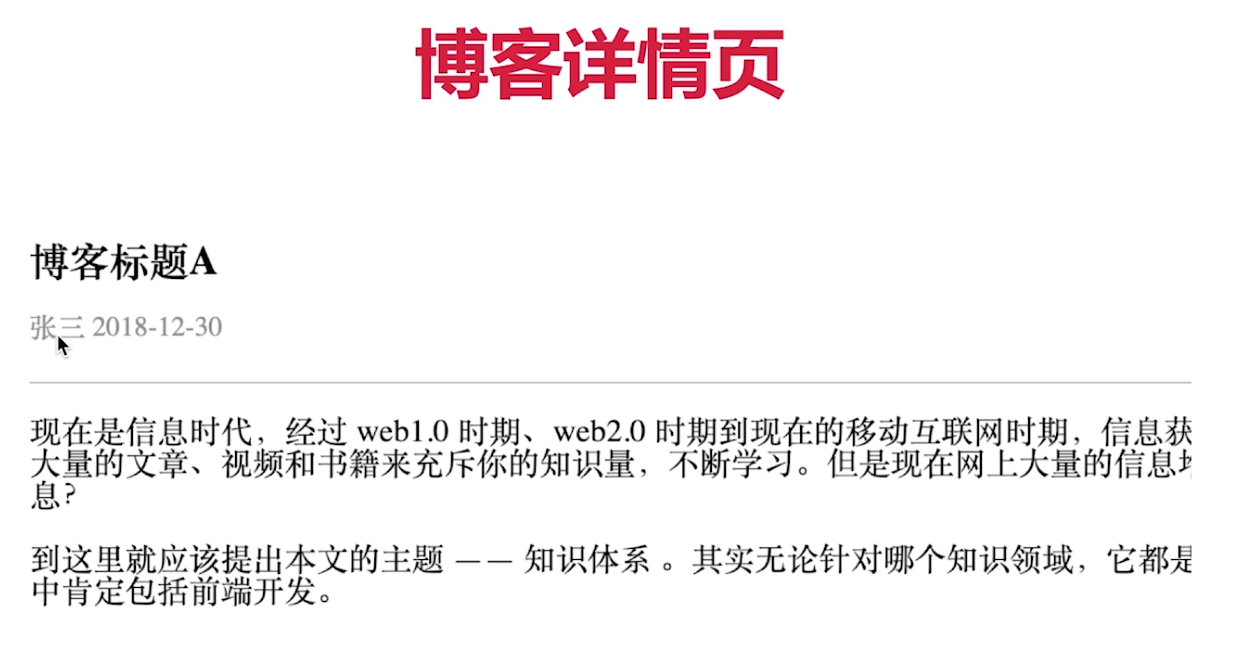 博客详情页
博客标题A
张三 2018-12-30
现在是信息时代，经过 web1.0 时期、web2.0 时期到现在的移动互联网时期，信息获
大量的文章、视频和书籍来充斥你的知识量，不断学习。但是现在网上大量的信息
息？
到这里就应该提出本文的主题 —— 知识体系 。其实无论针对哪个知识领域，它都是
中肯定包括前端开发。